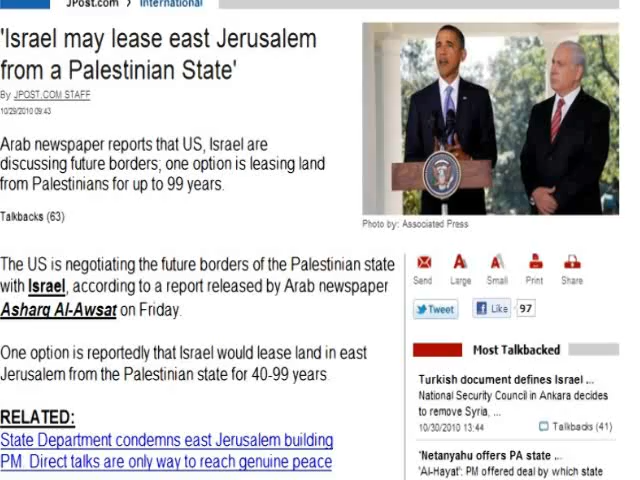 JPost.com > International
'Israel may lease east Jerusalem
from a Palestinian State'
By JPOST.COM STAFF
10/29/2010 09:43
Arab newspaper reports that US, Israel are
discussing future borders; one option is leasing land
from Palestinians for up to 99 years.
Talkbacks (63)
Photo by: Associated Press
The US is negotiating the future borders of the Palestinian state
with Israel, according to a report released by Arab newspaper
Asharq Al-Awsat on Friday.
One option is reportedly that Israel would lease land in east
Jerusalem from the Palestinian state for 40-99 years.
RELATED:
State Department condemns east Jerusalem building
PM. Direct talks are only way to reach genuine peace
Send Large Small Print Share
Tweet Like 97
Most Talkbacked
Turkish document defines Israel ...
National Security Council in Ankara decides
to remove Syria, ...
10/30/2010 13:44 Talkbacks (41)
'Netanyahu offers PA state ...
'Al-Hayat': PM offered deal by which state